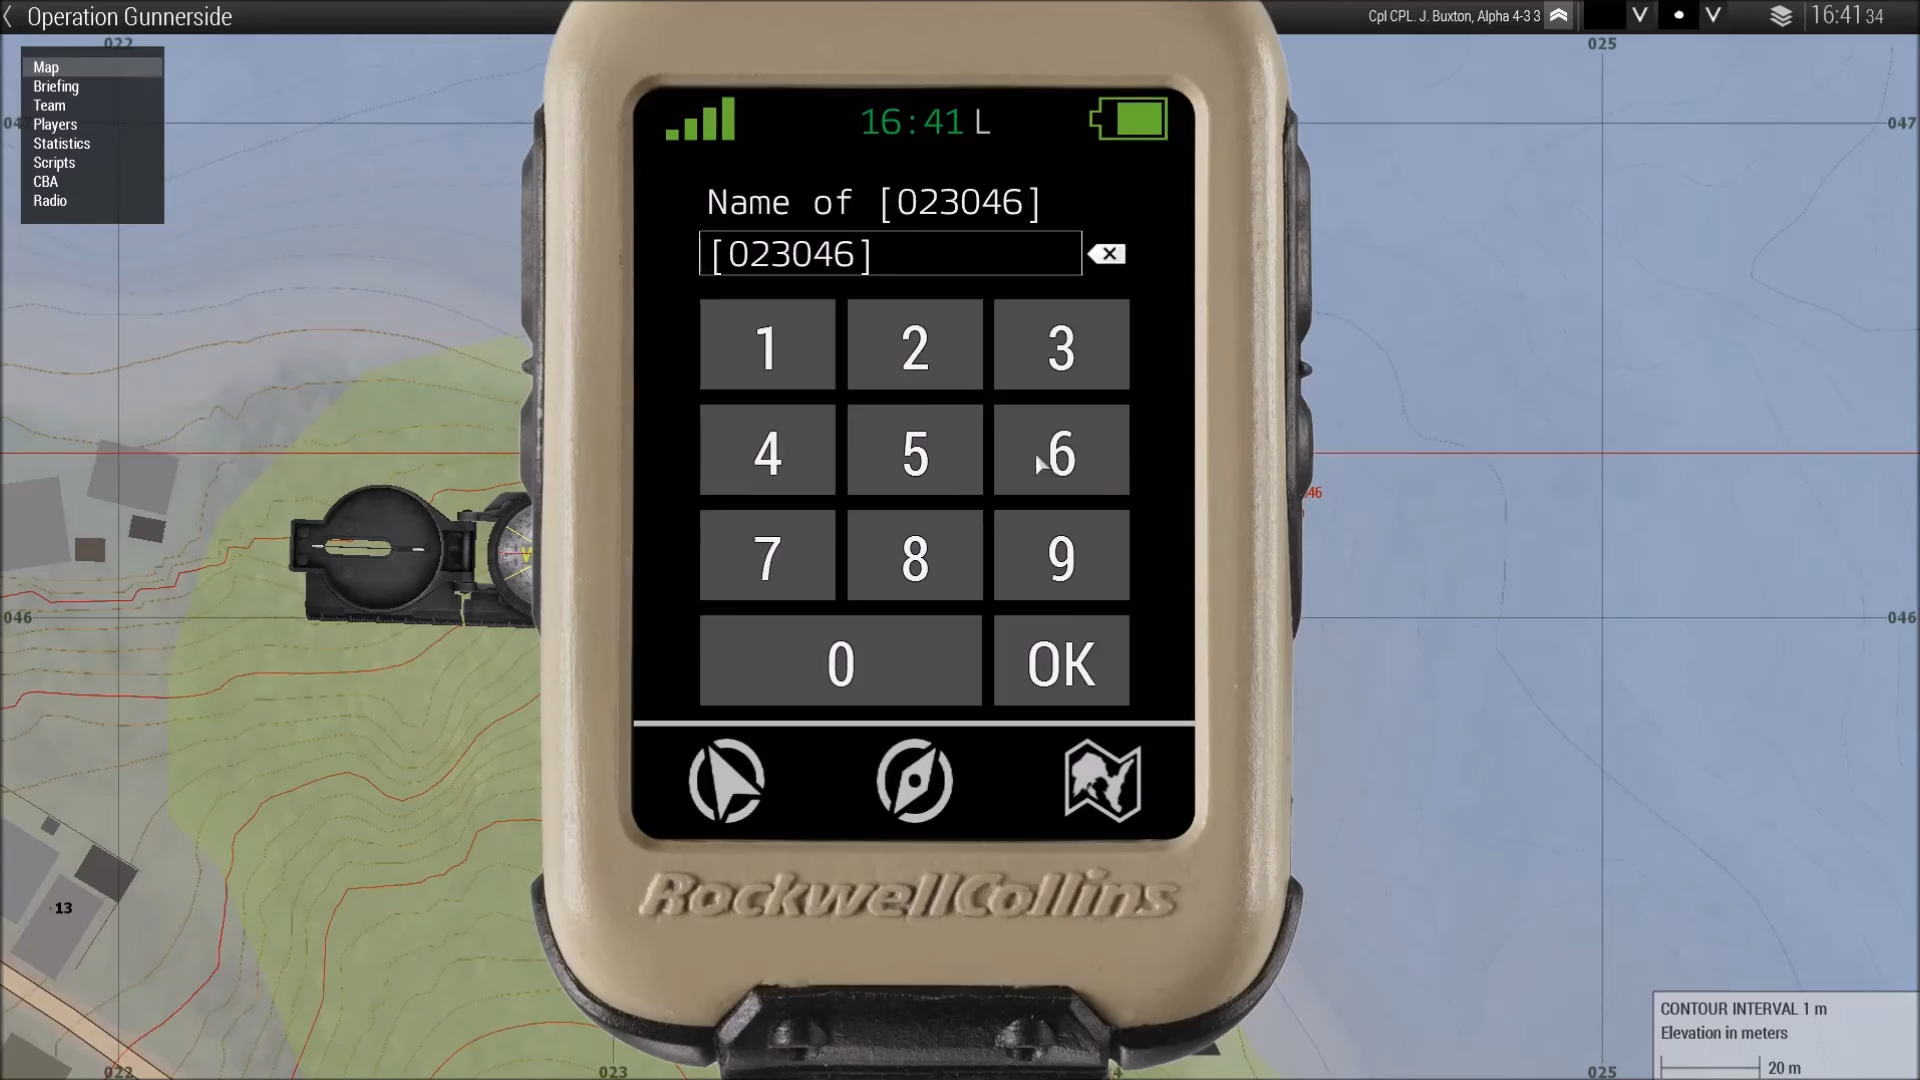 Operation Gunnerside
Cpl CPL. J. Buxton, Alpha 4-3 3
16:41 34
022
025
Map
Briefing
Team
Players
Statistics
Scripts
CBA
Radio
047
16:41 L
Name of [023046]
[023046]
1 2 3
4 5 6
7 8 9
0 OK
046
046
RockwellCollins
13
CONTOUR INTERVAL 1 m
Elevation in meters
20 m
022
023
4
025